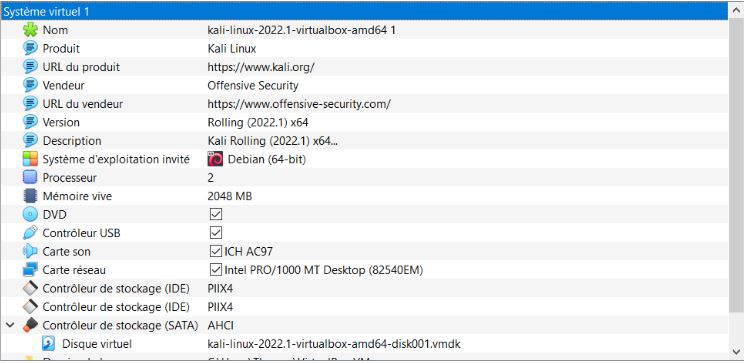 Système virtuel 1
Nom kali-linux-2022.1-virtualbox-amd64 1
Produit Kali Linux
URL du produit https://www.kali.org/
Vendeur Offensive Security
URL du vendeur https://www.offensive-security.com/
Version Rolling (2022.1) x64
Description Kali Rolling (2022.1) x64...
Système d'exploitation invité Debian (64-bit)
Processeur 2
Mémoire vive 2048 MB
DVD
Contrôleur USB
Carte son ICH AC97
Carte réseau Intel PRO/1000 MT Desktop (82540EM)
Contrôleur de stockage (IDE) PIIX4
Contrôleur de stockage (IDE) PIIX4
Contrôleur de stockage (SATA) AHCI
Disque virtuel kali-linux-2022.1-virtualbox-amd64-disk001.vmdk